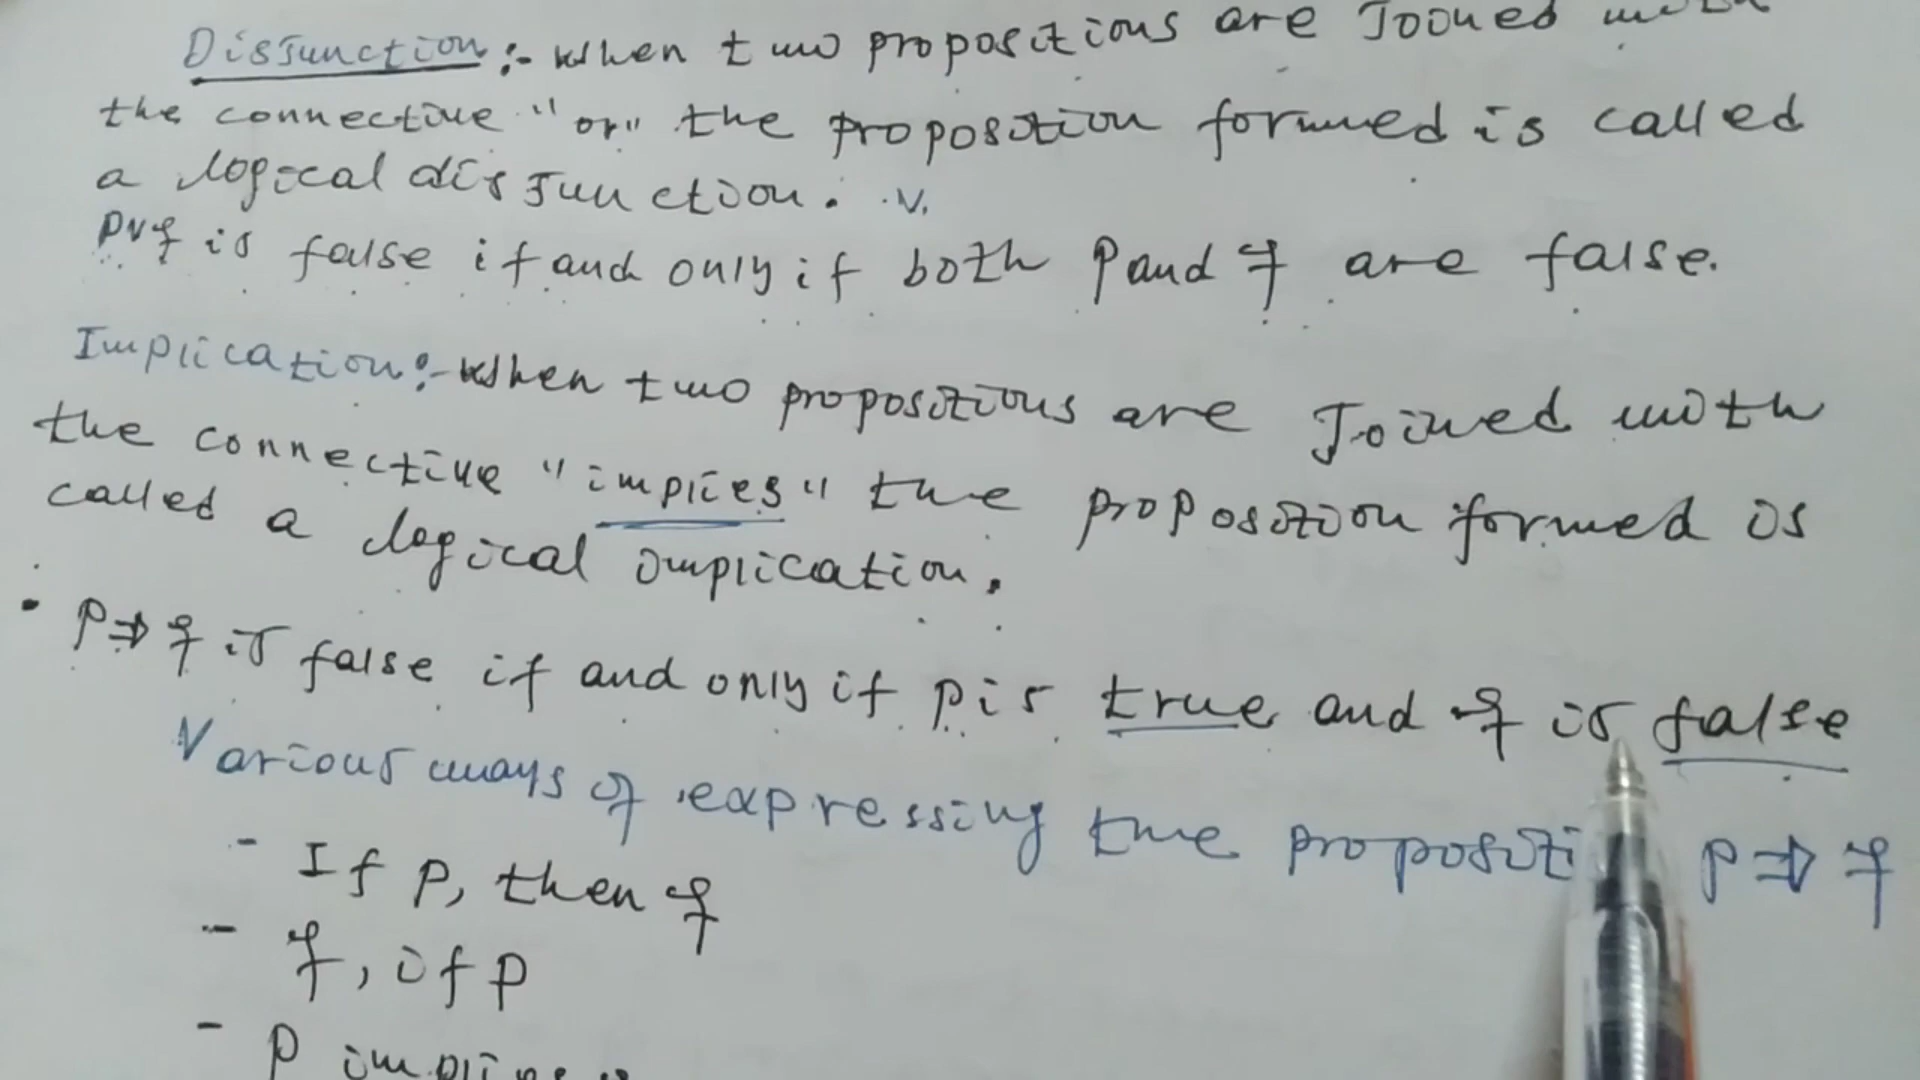 Disjunction :- when two propositions are Joined with
the connective "or" the proposition formed is called
a logical disjunction. v.
pvq is false if and only if both p and q are false.
Implication :- when two propositions are Joined with
the connective "impices" the proposition formed is
called a logical implication.
• p⇒q is false if and only if p is true and q is false
Various ways of expressing the p⇒q
- If p, then q
- q, if p
- p implies